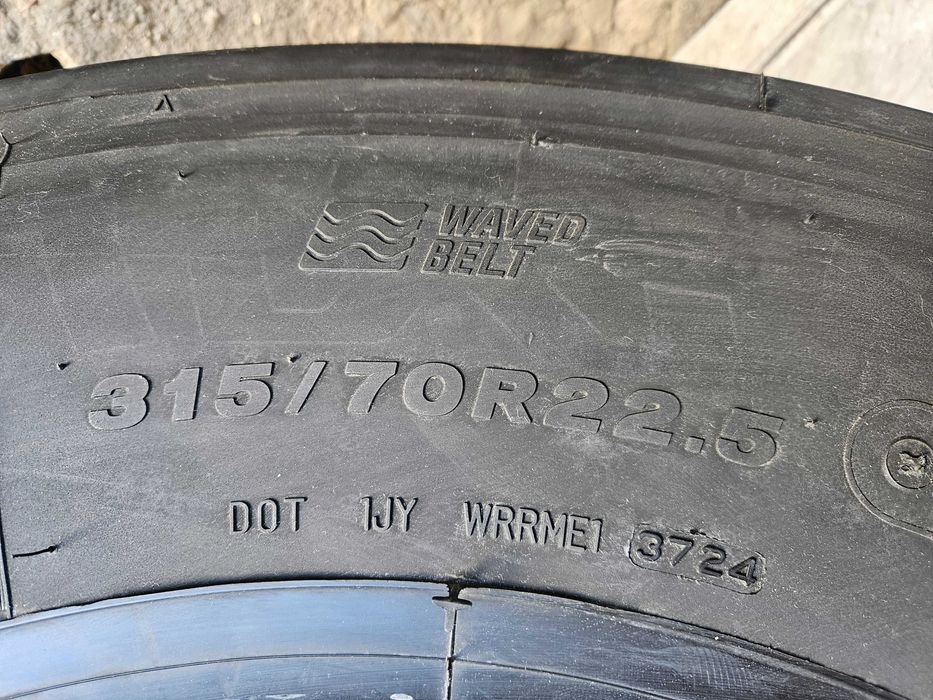 WAVED
BELT
315/70R22.5
DOT 1JY WRRME1 3724